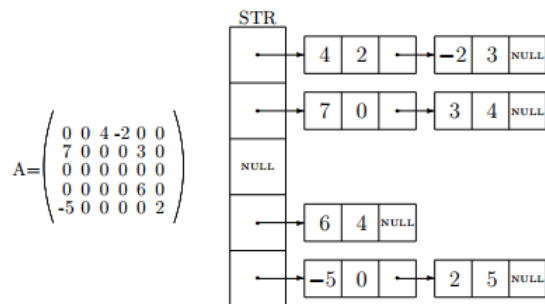 STR
4 2 −2 3 NULL
7 0 3 4 NULL
NULL
6 4 NULL
−5 0 2 5 NULL
A=
0 0 4 -2 0 0
7 0 0 0 3 0
0 0 0 0 0 0
0 0 0 0 6 0
-5 0 0 0 0 2